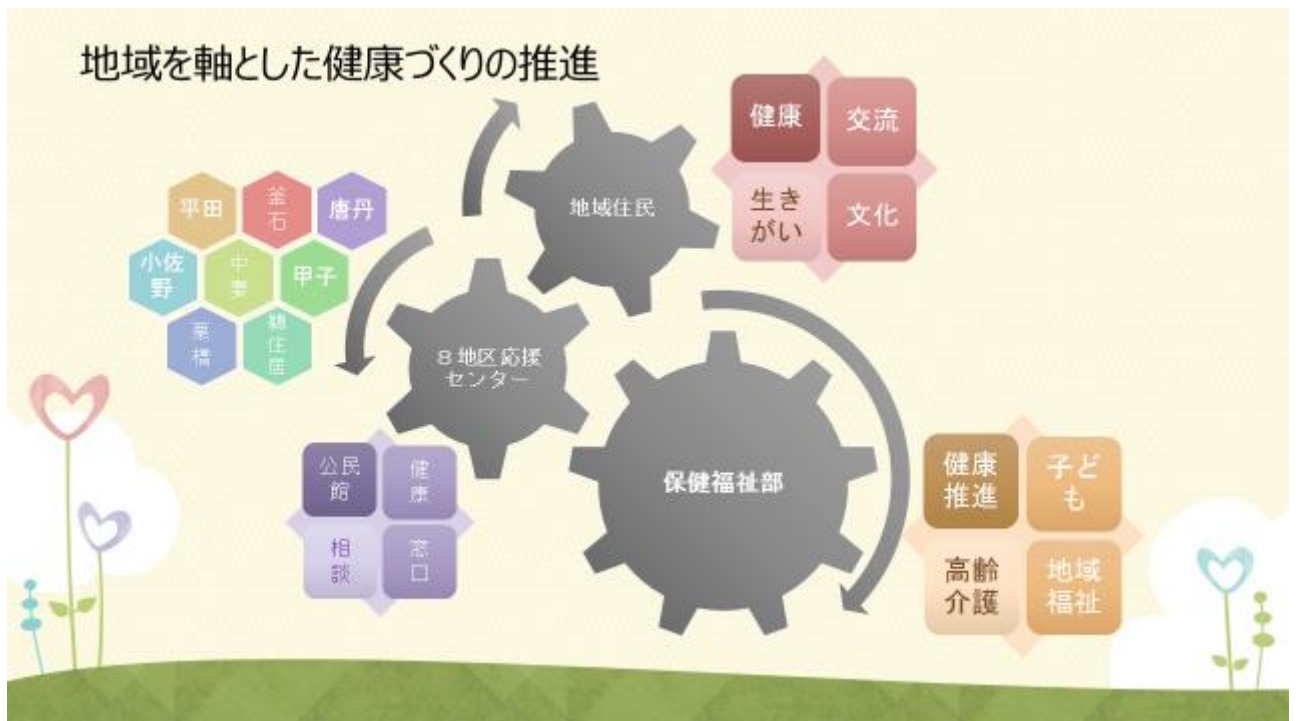 地域を軸とした健康づくりの推進
健康
交流
生き
がい
文化
地域住民
平田
釜
石
唐丹
小佐
野
中
妻
甲子
栗
橋
鵜
住
居
8地区応援
センター
公民
館
健
康
相
談
窓
口
保健福祉部
健康
推進
子ど
も
高齢
介護
地域
福祉